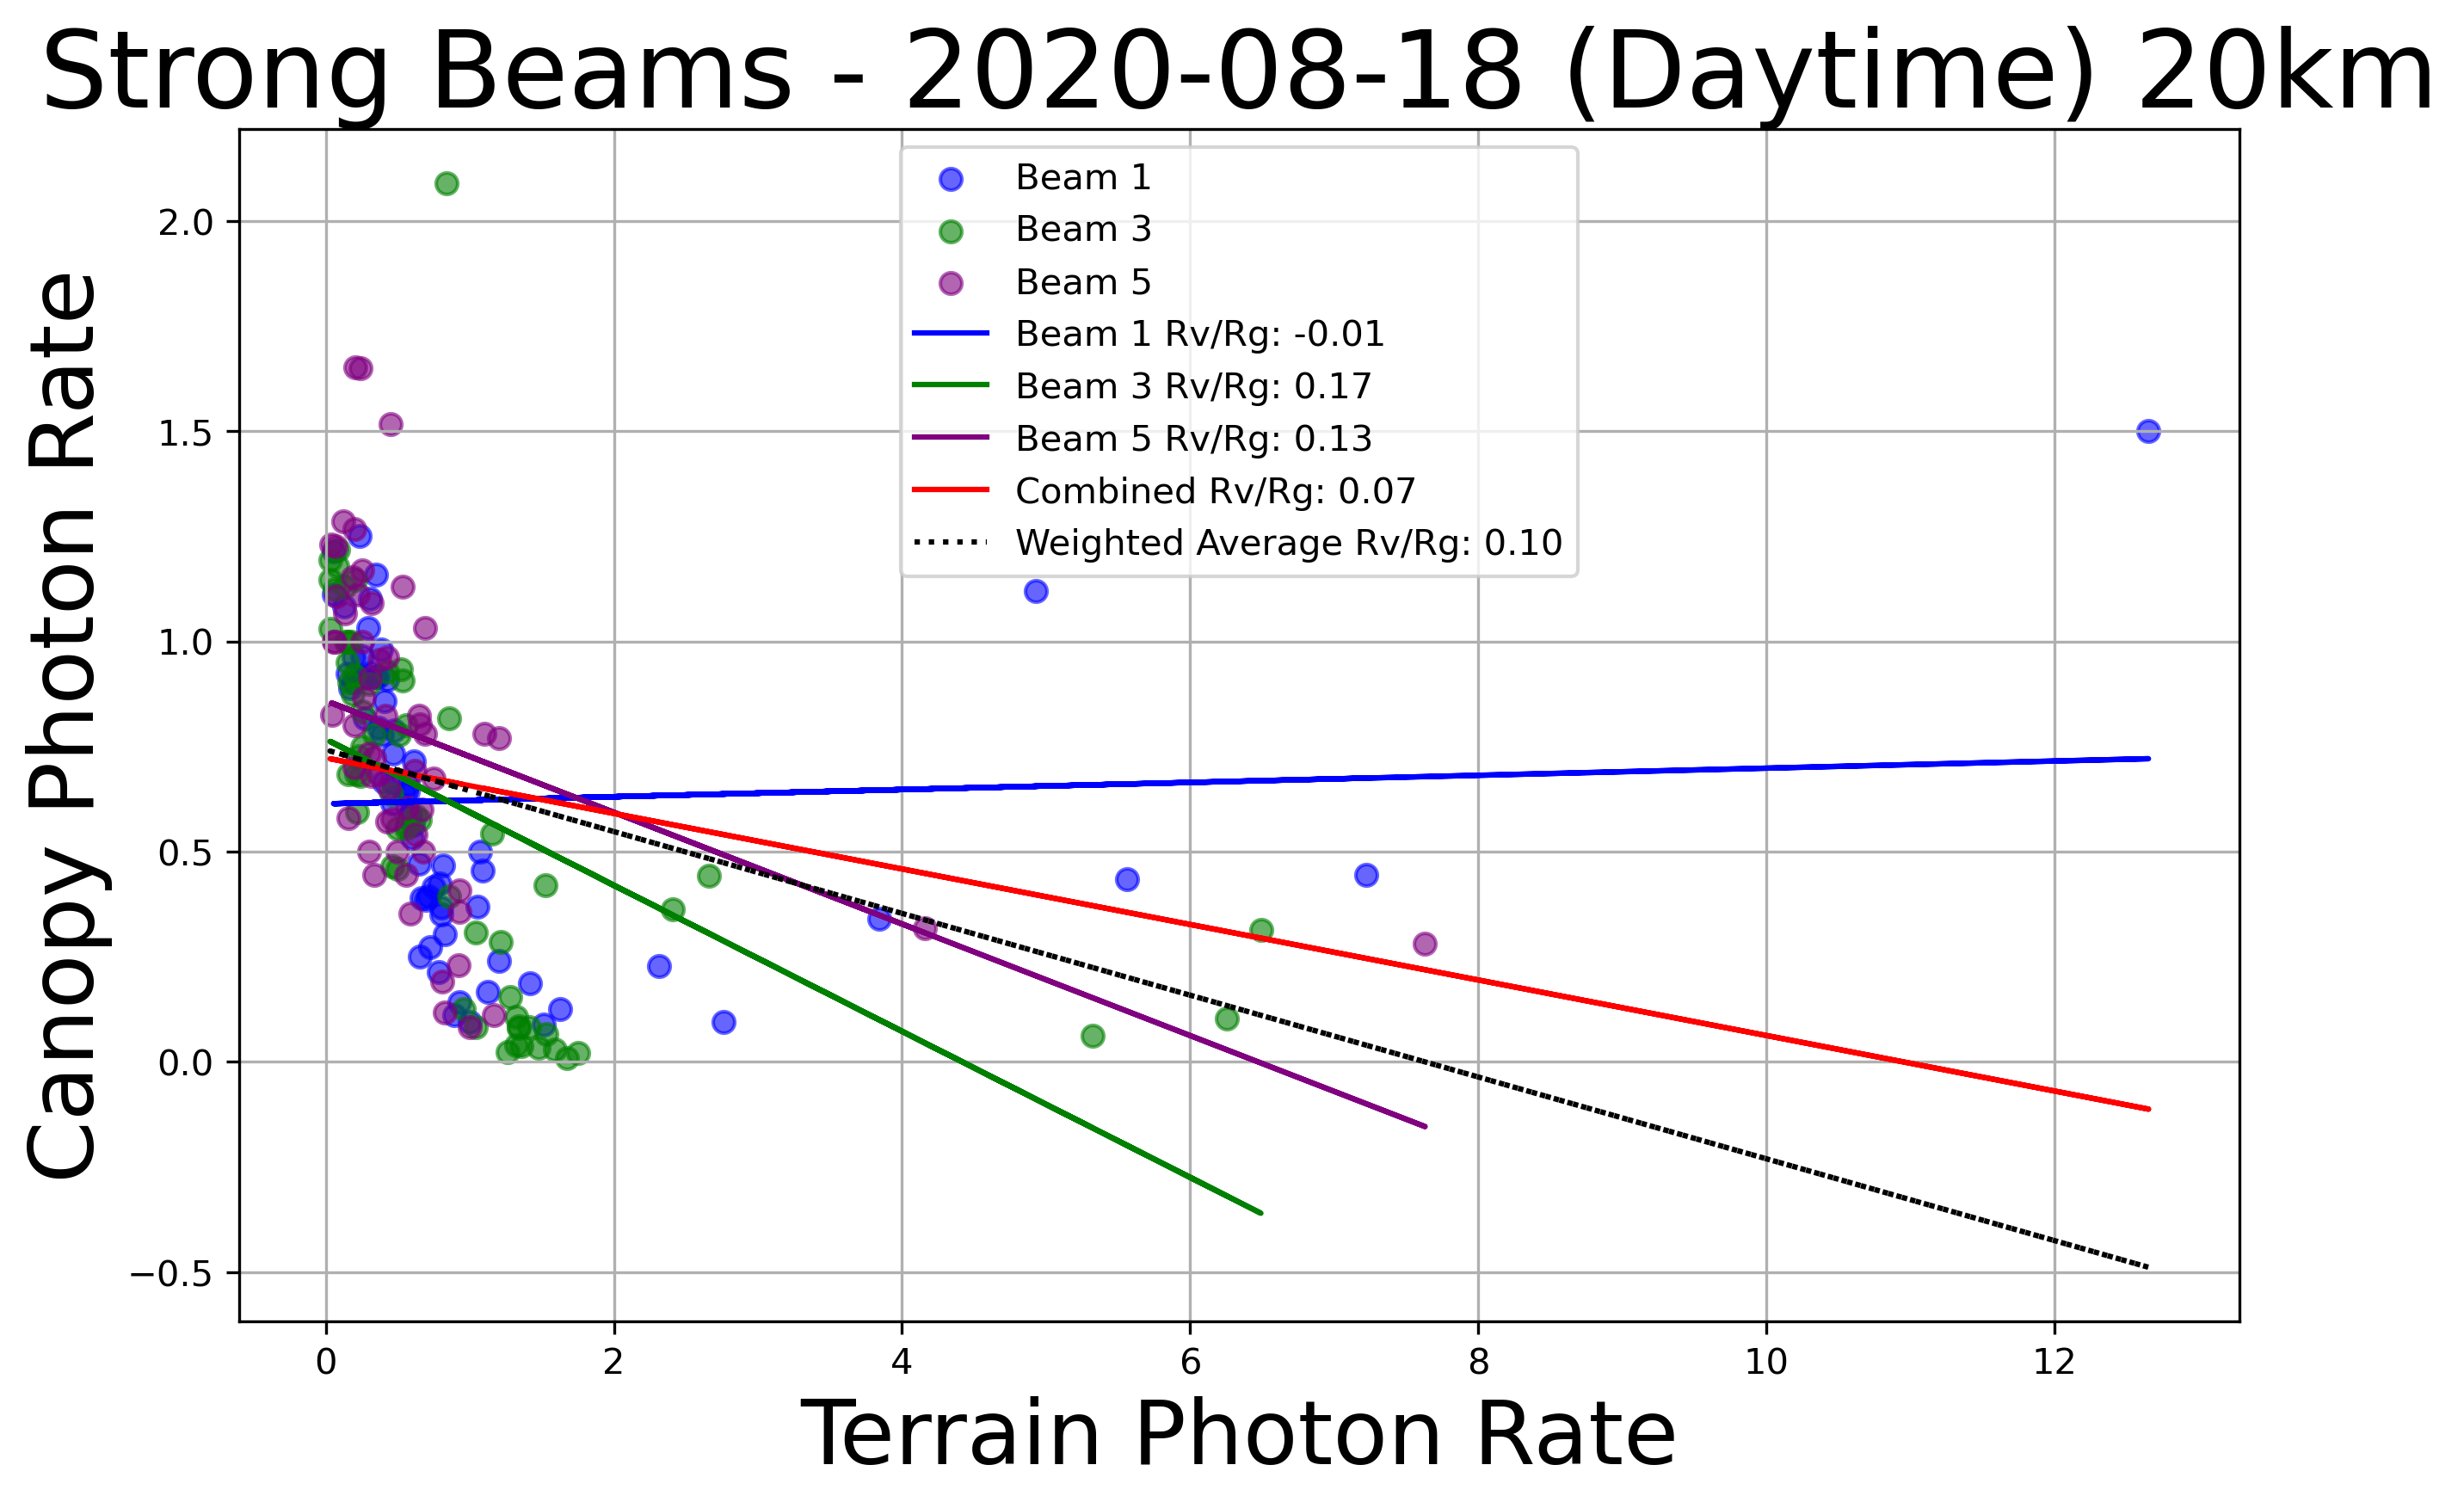 Strong Beams - 2020-08-18 (Daytime) 20km
Beam 1
Beam 3
Beam 5
Beam 1 Rv/Rg: -0.01
Beam 3 Rv/Rg: 0.17
Beam 5 Rv/Rg: 0.13
Combined Rv/Rg: 0.07
Weighted Average Rv/Rg: 0.10
Canopy Photon Rate
2.0
1.5
1.0
0.5
0.0
−0.5
0 2 4 6 8 10 12
Terrain Photon Rate